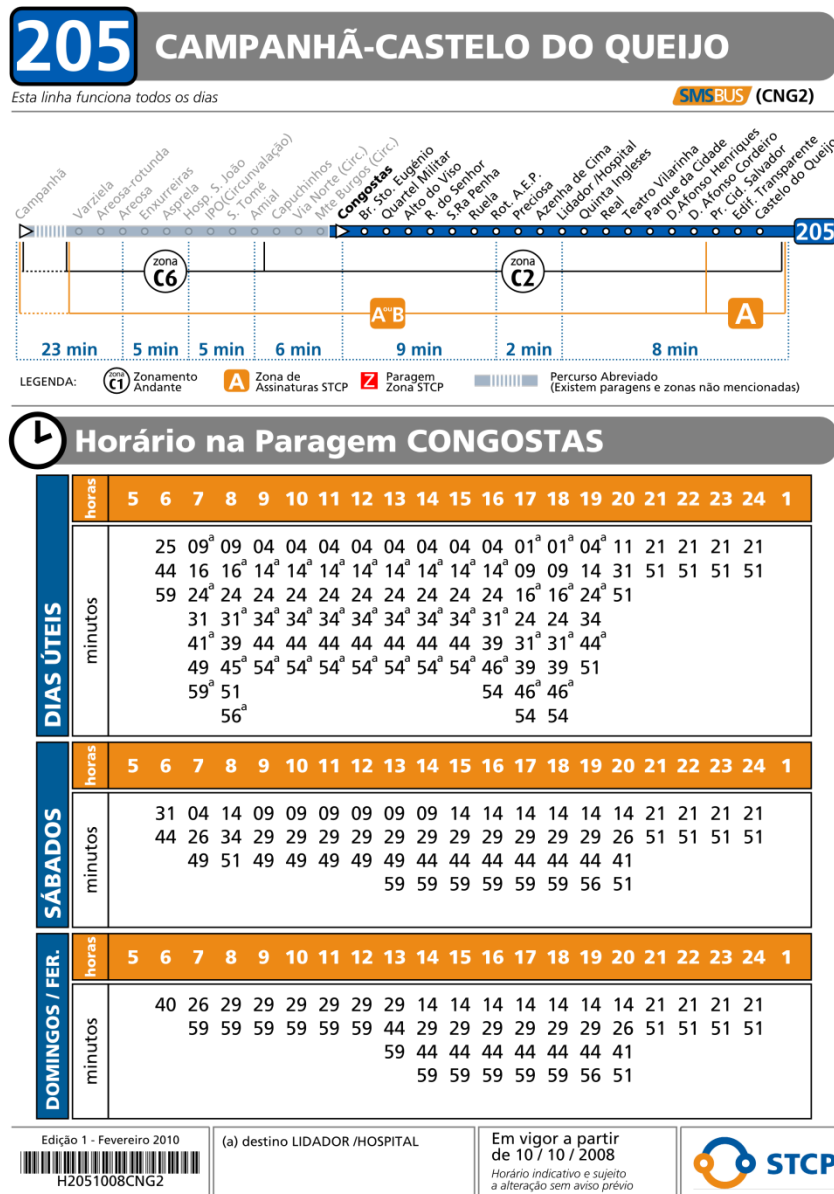 205 CAMPANHÃ-CASTELO DO QUEIJO
Esta linha funciona todos os dias
SMSBUS (CNG2)
Campanhã
Varziela
Areosa-rotunda
Areosa
Enxurreiras
Asprela
Hosp. S. João
IPO(Circunvalação)
S. Tomé
Amial
Capuchinhos
Via Norte (Circ.)
Mte Burgos (Circ.)
Congostas
Br. Sto. Eugénio
Quartel Militar
Alto do Viso
R. do Senhor
S.Ra Penha
Ruela
Rot. A.E.P.
Preciosa
Azenha de Cima
Lidador /Hospital
Quinta Ingleses
Real
Teatro Vilarinha
Parque da Cidade
D.Afonso Henriques
D. Afonso Cordeiro
Pr. Cid. Salvador
Edif. Transparente
Castelo do Queijo
205
zona C6
zona C2
A ou B
A
23 min 5 min 5 min 6 min 9 min 2 min 8 min
LEGENDA: zona C1 Zonamento Andante A Zona de Assinaturas STCP Z Paragem Zona STCP Percurso Abreviado
(Existem paragens e zonas não mencionadas)
Horário na Paragem CONGOSTAS
DIAS ÚTEIS
horas 5 6 7 8 9 10 11 12 13 14 15 16 17 18 19 20 21 22 23 24 1
minutos
25 09a 09 04 04 04 04 04 04 04 04 01a 01a 04a 11 21 21 21 21
44 16 16a 14a 14a 14a 14a 14a 14a 14a 14a 09 09 14 31 51 51 51 51
59 24a 24 24 24 24 24 24 24 24 24 16a 16a 24a 51
31 31a 34a 34a 34a 34a 34a 34a 34a 31a 24 24 34
41a 39 44 44 44 44 44 44 44 39 31a 31a 44a
49 45a 54a 54a 54a 54a 54a 54a 54a 46a 39 39 51
59a 51 54 46a 46a
56a 54 54
SÁBADOS
horas 5 6 7 8 9 10 11 12 13 14 15 16 17 18 19 20 21 22 23 24 1
minutos
31 04 14 09 09 09 09 09 09 14 14 14 14 14 14 21 21 21 21
44 26 34 29 29 29 29 29 29 29 29 29 29 29 26 51 51 51 51
49 51 49 49 49 49 49 44 44 44 44 44 44 41
59 59 59 59 59 59 56 51
DOMINGOS / FER.
horas 5 6 7 8 9 10 11 12 13 14 15 16 17 18 19 20 21 22 23 24 1
minutos
40 26 29 29 29 29 29 29 14 14 14 14 14 14 14 21 21 21 21
59 59 59 59 59 59 44 29 29 29 29 29 29 26 51 51 51 51
59 44 44 44 44 44 44 41
59 59 59 59 59 56 51
Edição 1 - Fevereiro 2010
H2051008CNG2
(a) destino LIDADOR /HOSPITAL
Em vigor a partir
de 10 / 10 / 2008
Horário indicativo e sujeito
a alteração sem aviso prévio
STCP